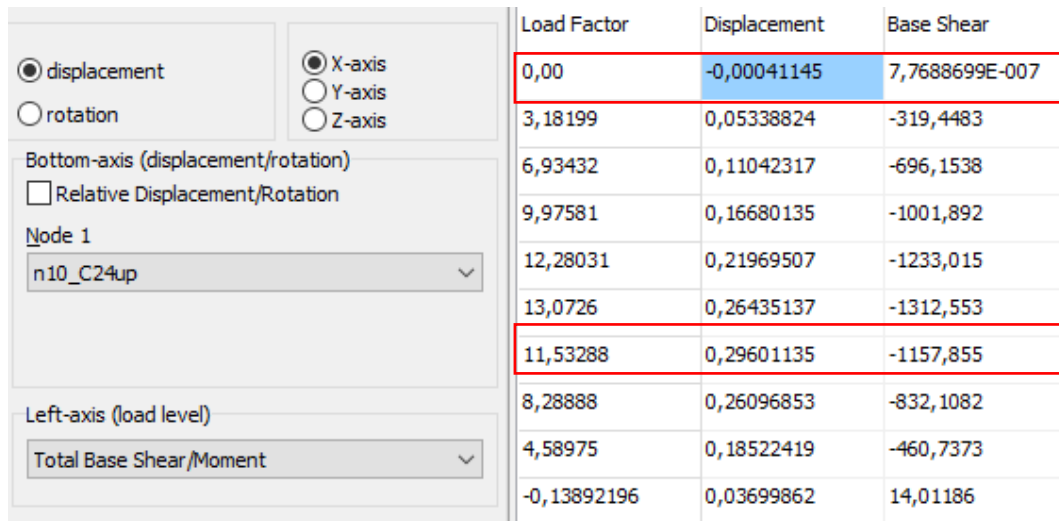 displacement
rotation
X-axis
Y-axis
Z-axis
Bottom-axis (displacement/rotation)
Relative Displacement/Rotation
Node 1
n10_C24up
Left-axis (load level)
Total Base Shear/Moment
Load Factor Displacement Base Shear
0,00 -0,00041145 7,7688699E-007
3,18199 0,05338824 -319,4483
6,93432 0,11042317 -696,1538
9,97581 0,16680135 -1001,892
12,28031 0,21969507 -1233,015
13,0726 0,26435137 -1312,553
11,53288 0,29601135 -1157,855
8,28888 0,26096853 -832,1082
4,58975 0,18522419 -460,7373
-0,13892196 0,03699862 14,01186